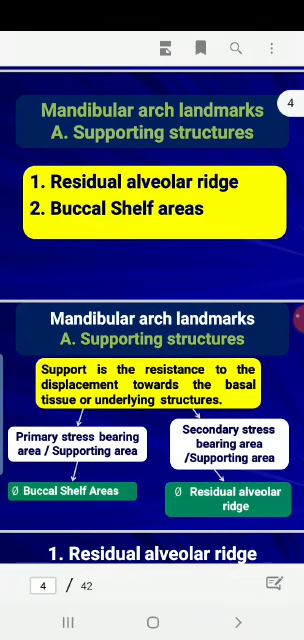 4
Mandibular arch landmarks
A. Supporting structures
1. Residual alveolar ridge
2. Buccal Shelf areas
Mandibular arch landmarks
A. Supporting structures
Support is the resistance to the
displacement towards the basal
tissue or underlying structures.
Primary stress bearing
area / Supporting area
Secondary stress
bearing area
/Supporting area
Ø Buccal Shelf Areas
Ø Residual alveolar
ridge
1. Residual alveolar ridge
4 / 42